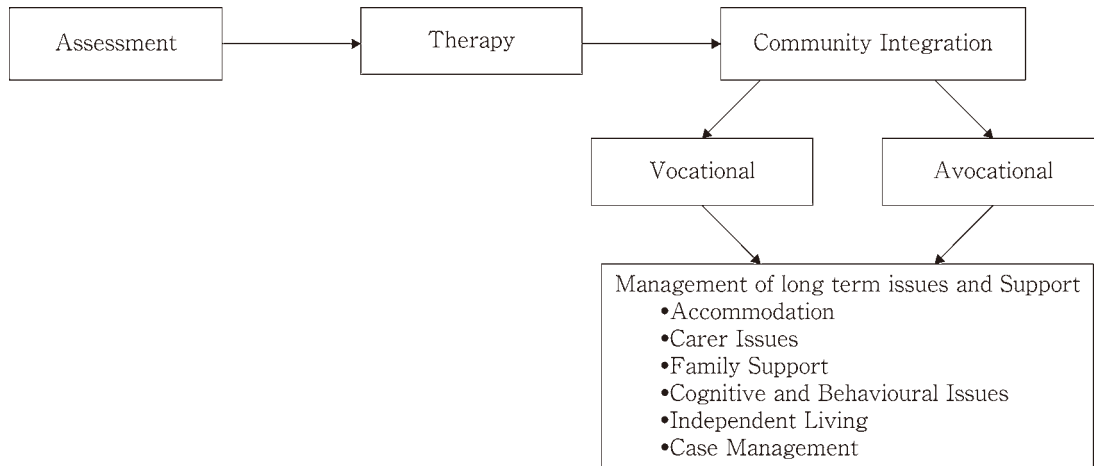 Assessment
Therapy
Community Integration
Vocational
Avocational
Management of long term issues and Support
•Accommodation
•Carer Issues
•Family Support
•Cognitive and Behavioural Issues
•Independent Living
•Case Management